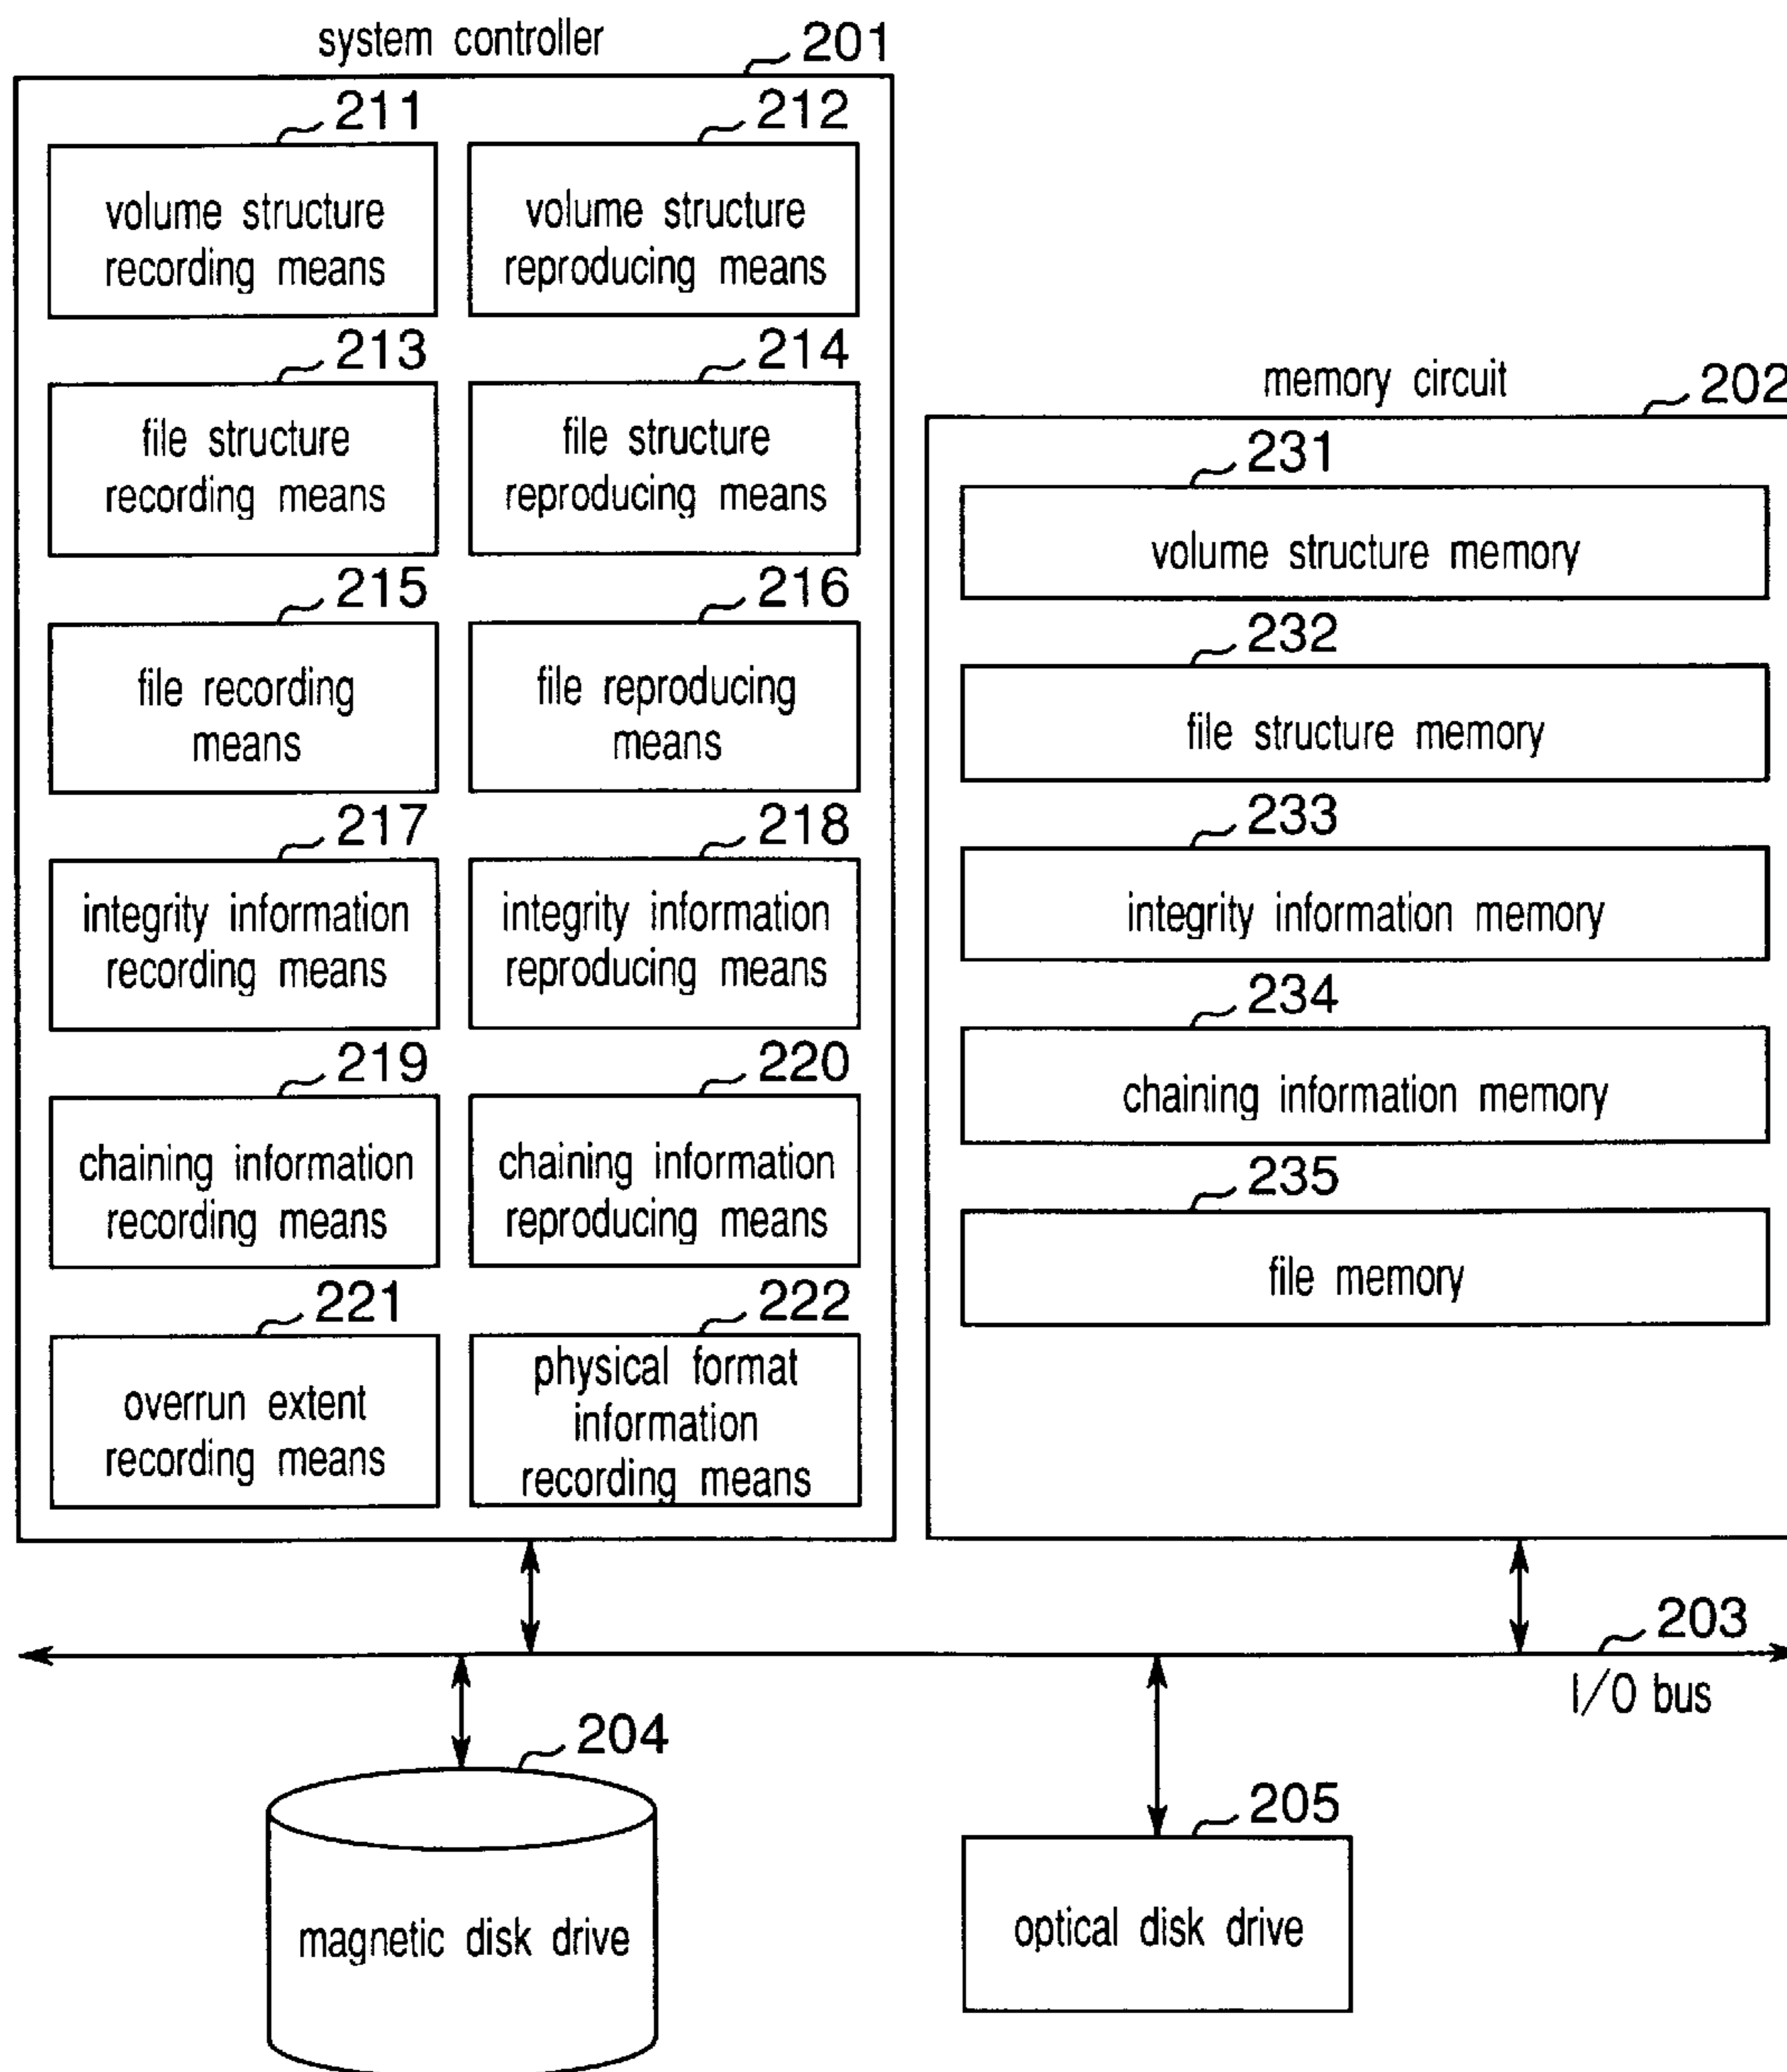 system controller
201
211
212
volume structure
recording means
volume structure
reproducing means
213
214
file structure
recording means
file structure
reproducing means
215
216
file recording
means
file reproducing
means
217
218
integrity information
recording means
integrity information
reproducing means
219
220
chaining information
recording means
chaining information
reproducing means
221
222
overrun extent
recording means
physical format
information
recording means
memory circuit
202
231
volume structure memory
232
file structure memory
233
integrity information memory
234
chaining information memory
235
file memory
203
I/O bus
204
magnetic disk drive
205
optical disk drive